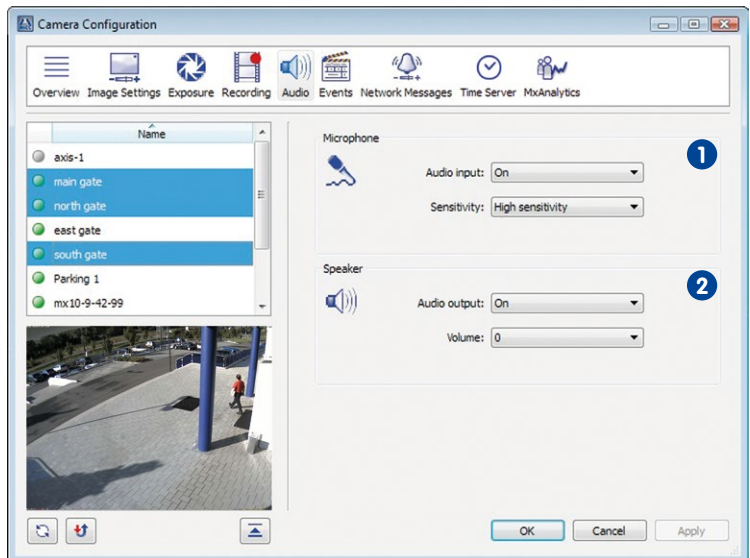 Camera Configuration
Overview Image Settings Exposure Recording Audio Events Network Messages Time Server MxAnalytics
Name
axis-1
main gate
north gate
east gate
south gate
Parking 1
mx10-9-42-99
Microphone
1
Audio input: On
Sensitivity: High sensitivity
Speaker
2
Audio output: On
Volume: 0
OK Cancel Apply